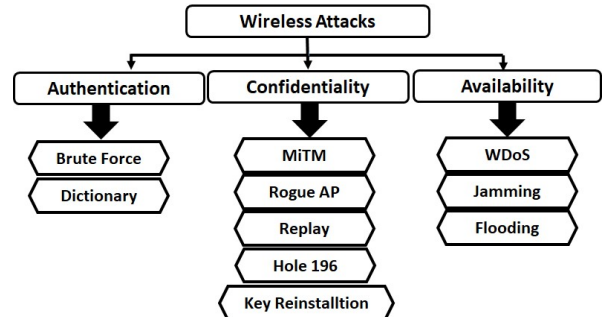 Wireless Attacks
Authentication
Confidentiality
Availability
Brute Force
Dictionary
MiTM
Rogue AP
Replay
Hole 196
Key Reinstalltion
WDoS
Jamming
Flooding